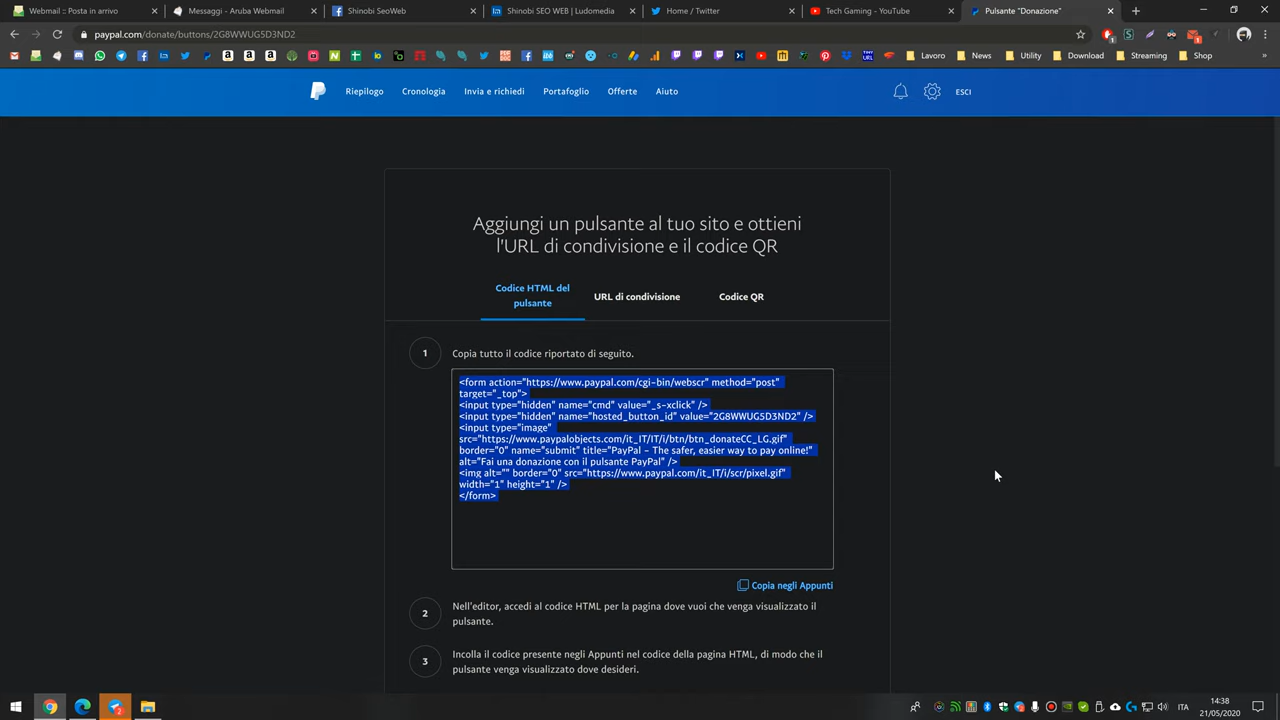 Webmail :: Posta in arrivo
Messaggi - Aruba Webmail
Shinobi SeoWeb
Shinobi SEO WEB | Ludomedia
Home / Twitter
Tech Gaming - YouTube
Pulsante "Donazione"
paypal.com/donate/buttons/2G8WWUG5D3ND2
Lavoro
News
Utility
Download
Streaming
Shop
Riepilogo
Cronologia
Invia e richiedi
Portafoglio
Offerte
Aiuto
ESCI
Aggiungi un pulsante al tuo sito e ottieni
l'URL di condivisione e il codice QR
Codice HTML del
pulsante
URL di condivisione
Codice QR
1
Copia tutto il codice riportato di seguito.
<form action="https://www.paypal.com/cgi-bin/webscr" method="post"
target="_top">
<input type="hidden" name="cmd" value="_s-xclick" />
<input type="hidden" name="hosted_button_id" value="2G8WWUG5D3ND2" />
<input type="image"
src="https://www.paypalobjects.com/it_IT/IT/i/btn/btn_donateCC_LG.gif"
border="0" name="submit" title="PayPal - The safer, easier way to pay online!"
alt="Fai una donazione con il pulsante PayPal" />
<img alt="" border="0" src="https://www.paypal.com/it_IT/i/scr/pixel.gif"
width="1" height="1" />
</form>
Copia negli Appunti
2
Nell'editor, accedi al codice HTML per la pagina dove vuoi che venga visualizzato il
pulsante.
3
Incolla il codice presente negli Appunti nel codice della pagina HTML, di modo che il
pulsante venga visualizzato dove desideri.
ITA
14:38
21/05/2020